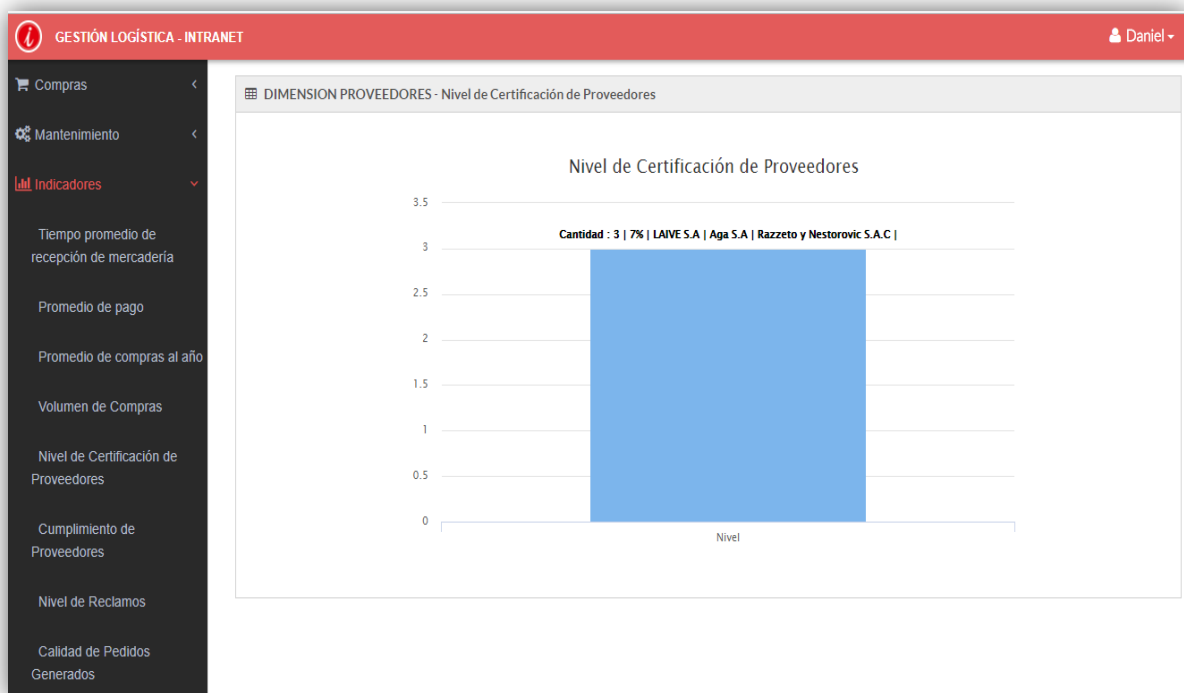 i
GESTIÓN LOGÍSTICA - INTRANET
Daniel
Compras
Mantenimiento
Indicadores
Tiempo promedio de
recepción de mercadería
Promedio de pago
Promedio de compras al año
Volumen de Compras
Nivel de Certificación de
Proveedores
Cumplimiento de
Proveedores
Nivel de Reclamos
Calidad de Pedidos
Generados
DIMENSION PROVEEDORES - Nivel de Certificación de Proveedores
Nivel de Certificación de Proveedores
3.5
Cantidad : 3 | 7% | LAIVE S.A | Aga S.A | Razzeto y Nestorovic S.A.C |
3
2.5
2
1.5
1
0.5
0
Nivel